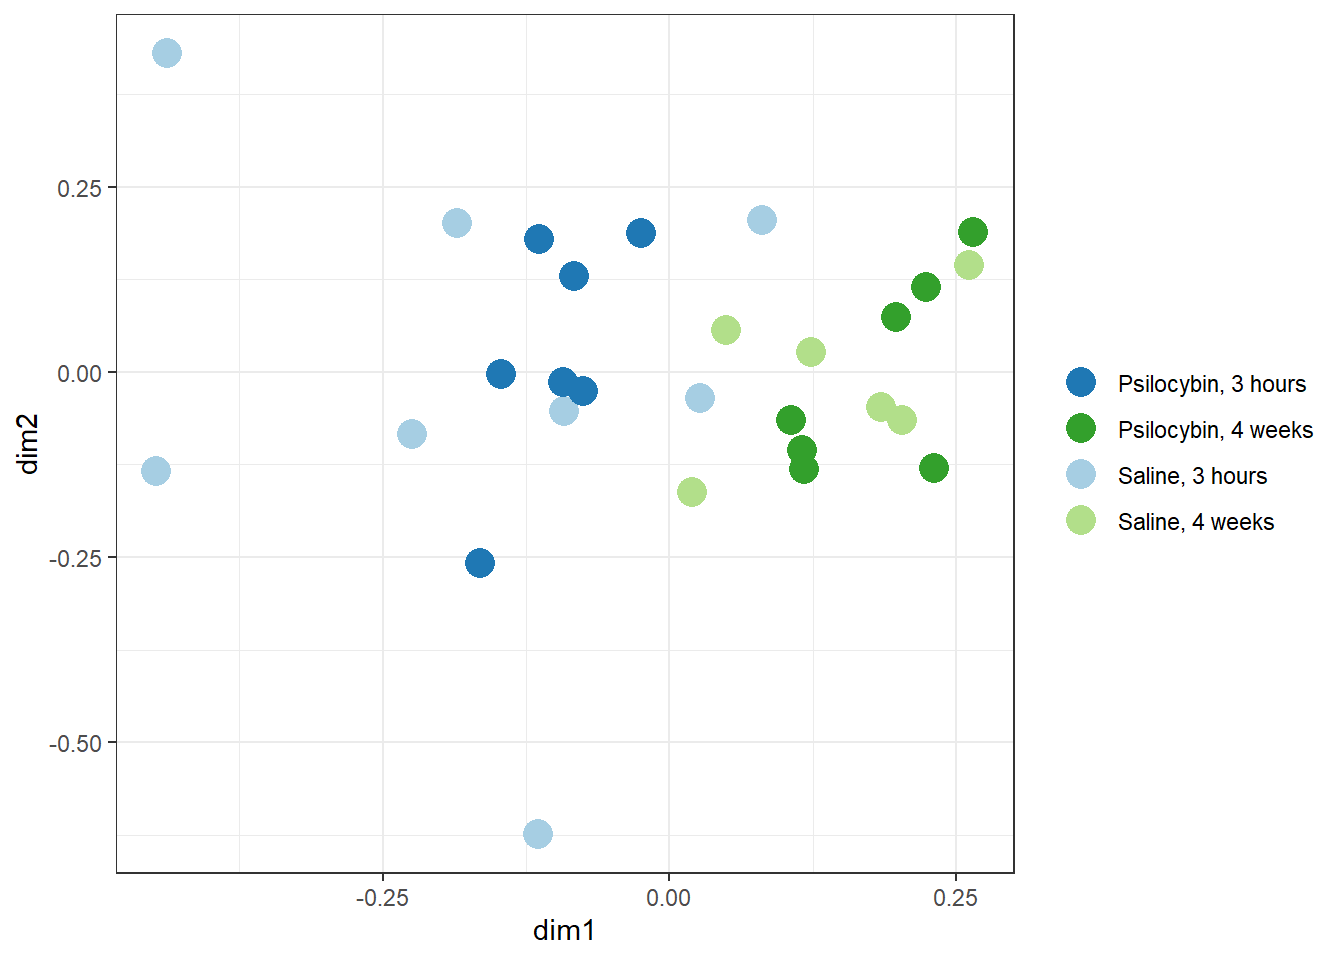 0.25
0.00
-0.25
-0.50
dim2
-0.25
0.00
0.25
dim1
Psilocybin, 3 hours
Psilocybin, 4 weeks
Saline, 3 hours
Saline, 4 weeks